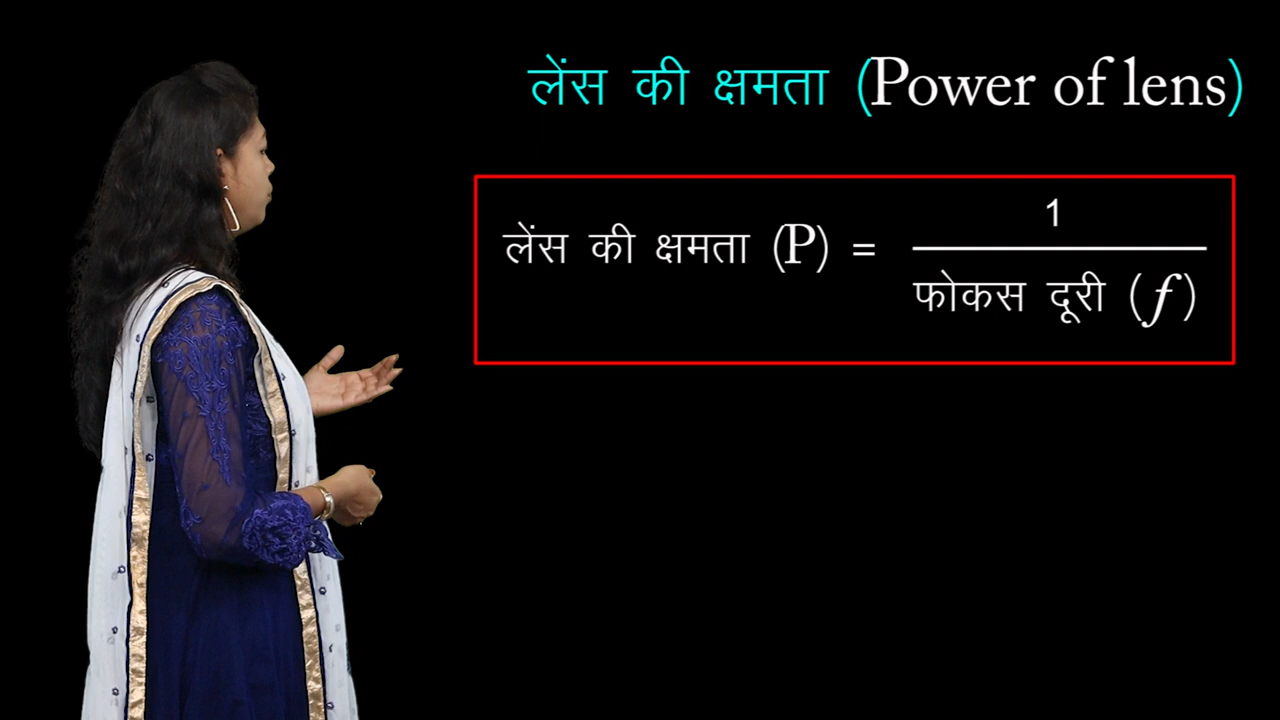 लेंस की क्षमता (Power of lens)
लेंस की क्षमता (P) = 1
फोकस दूरी (f)